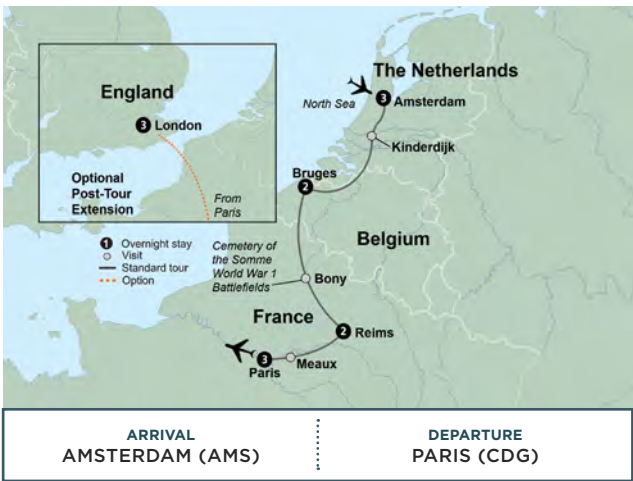 England
3 London
Optional
Post-Tour
Extension
From
Paris
The Netherlands
North Sea
3 Amsterdam
Kinderdijk
Bruges
2
Belgium
1 Overnight stay
Visit
Standard tour
Option
Cemetery of
the Somme
World War 1
Battlefields
Bony
France
2 Reims
3
Paris
Meaux
ARRIVAL
AMSTERDAM (AMS)
DEPARTURE
PARIS (CDG)